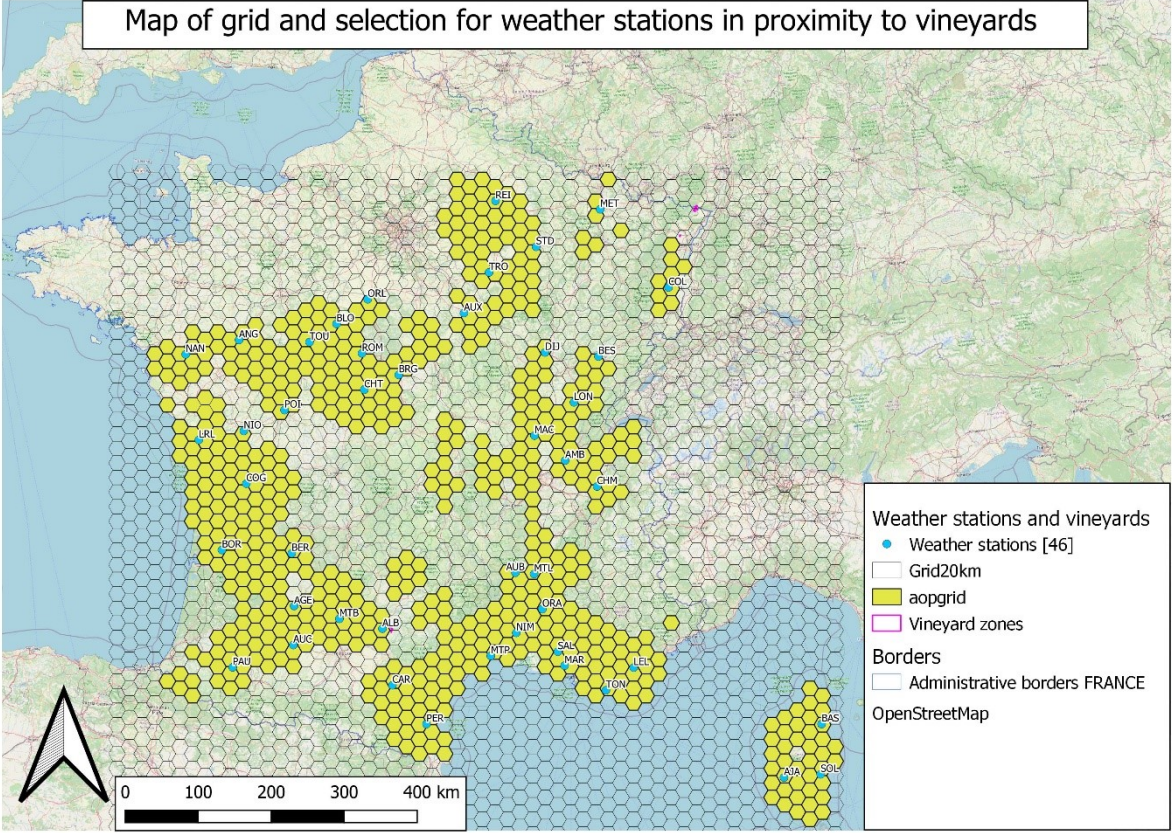 Map of grid and selection for weather stations in proximity to vineyards
REI
MET
STD
TRO
COL
ORL
AUX
BLO
ANG
TOU
NAN
ROM
DIJ
BES
BRG
CHT
LON
POI
NIO
LRL
MAC
AMB
COG
CHM
BOR
BER
AUB
MTL
AGE
ORA
MTB
ALB
NIM
AUC
MTP
SAL
PAU
MAR
LEL
CAR
TON
PER
BAS
AJA
SOL
Weather stations and vineyards
Weather stations [46]
Grid20km
aopgrid
Vineyard zones
Borders
Administrative borders FRANCE
OpenStreetMap
0 100 200 300 400 km